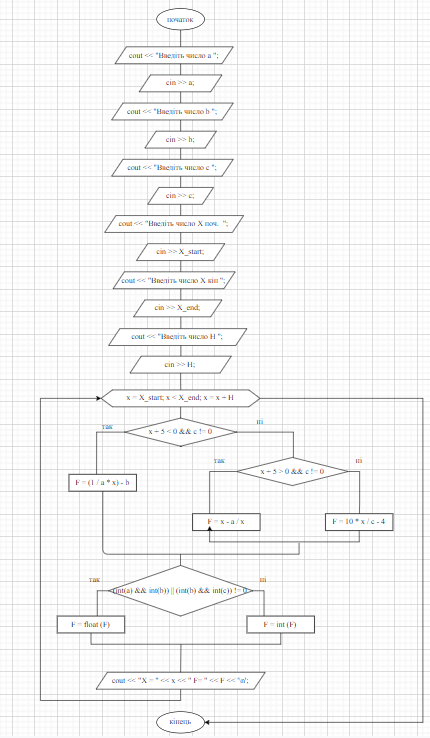 початок
cout << "Введіть число a ";
cin >> a;
cout << "Введіть число b ";
cin >> b;
cout << "Введіть число c ";
cin >> c;
cout << "Введіть число X поч.  ";
cin >> X_start;
cout << "Введіть число X кін ";
cin >> X_end;
cout << "Введіть число H ";
cin >> H;
x = X_start; x < X_end; x = x + H
так
ні
x + 5 < 0 && c != 0
так
ні
x + 5 > 0 && c != 0
F = (1 / a * x) - b
F = x - a / x
F = 10 * x / c - 4
так
ні
(int(a) && int(b)) || (int(b) && int(c)) != 0
F = float (F)
F = int (F)
cout << "X = " << x << " F= " << F << '\n';
кінець